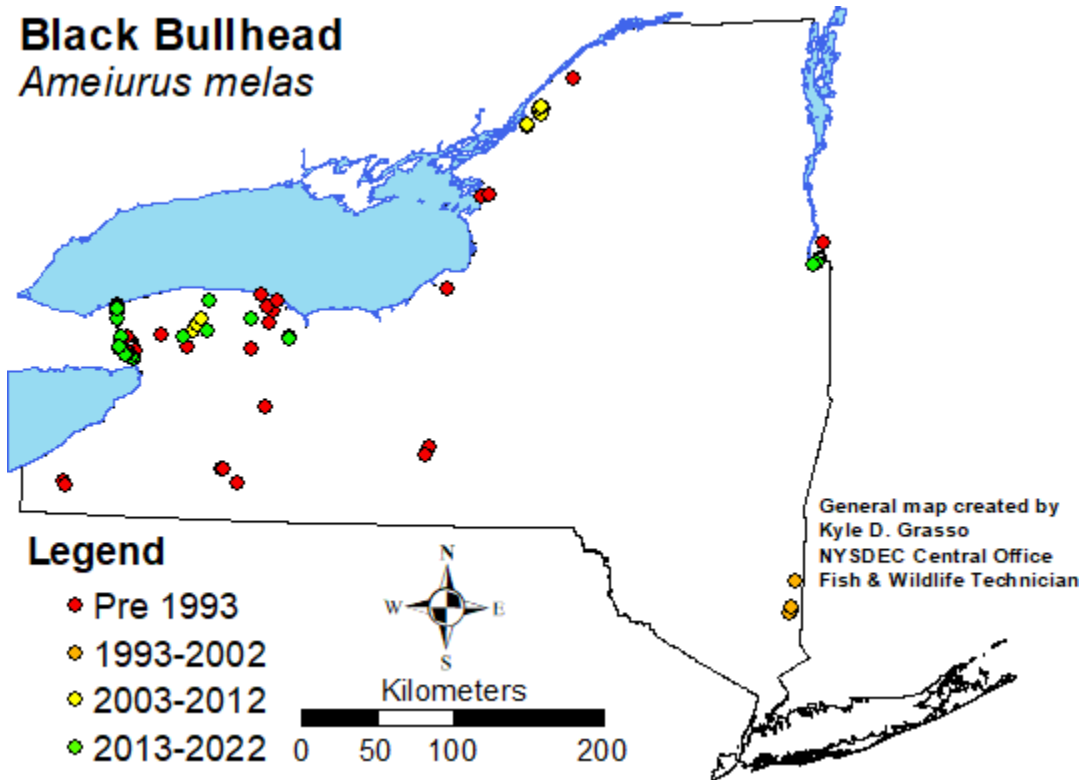 Black Bullhead
Ameiurus melas
General map created by
Kyle D. Grasso
NYSDEC Central Office
Fish & Wildlife Technician
Legend
Pre 1993
1993-2002
2003-2012
2013-2022
N
W E
S
Kilometers
0 50 100 200